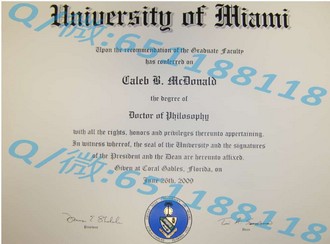 University of Miami
Upon the recommendation of the Graduate Faculty
has conferred on
Caleb B. McDonald
the degree of
Doctor of Philosophy
with all the rights, honors and privileges thereunto appertaining.
In witness whereof, the seal of the University and the signatures
of the President and the Dean are hereunto affixed.
Given at Coral Gables, Florida, on
June 26th, 2009
President
Dean
Q/微:651188118
Q/微:651188118
Q/微:651188118